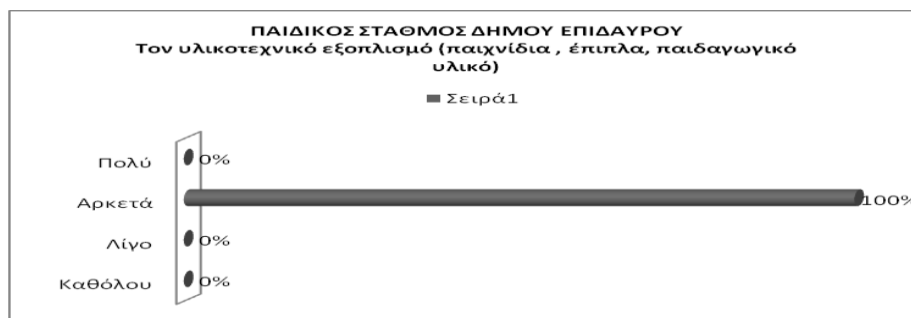 ΠΑΙΔΙΚΟΣ ΣΤΑΘΜΟΣ ΔΗΜΟΥ ΕΠΙΔΑΥΡΟΥ
Τον υλικοτεχνικό εξοπλισμό (παιχνίδια , έπιπλα, παιδαγωγικό
υλικό)
Σειρά1
Πολύ 0%
Αρκετά 100%
Λίγο 0%
Καθόλου 0%